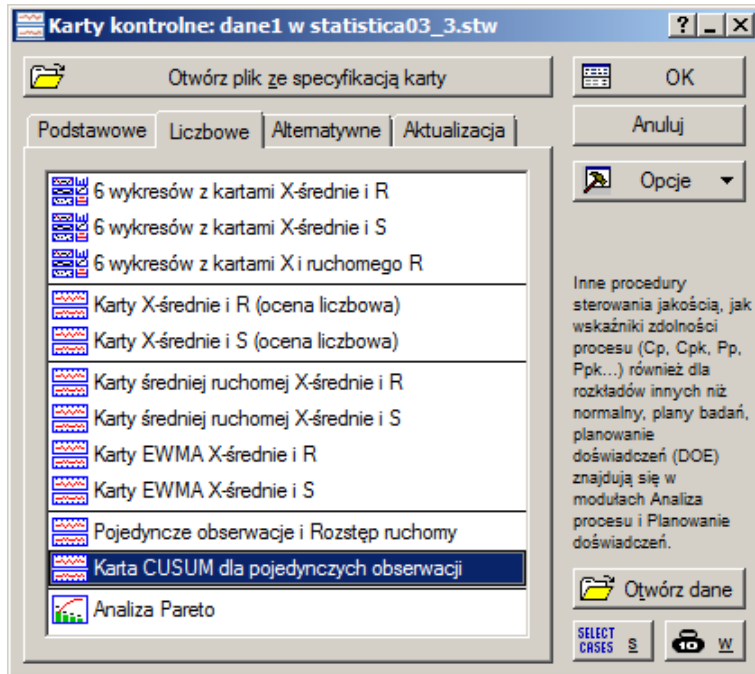 Karty kontrolne: dane1 w statistica03_3.stw
Otwórz plik ze specyfikacją karty
OK
Anuluj
Opcje
Podstawowe
Liczbowe
Alternatywne
Aktualizacja
6 wykresów z kartami X-średnie i R
6 wykresów z kartami X-średnie i S
6 wykresów z kartami X i ruchomego R
Karty X-średnie i R (ocena liczbowa)
Karty X-średnie i S (ocena liczbowa)
Karty średniej ruchomej X-średnie i R
Karty średniej ruchomej X-średnie i S
Karty EWMA X-średnie i R
Karty EWMA X-średnie i S
Pojedyncze obserwacje i Rozstęp ruchomy
Karta CUSUM dla pojedynczych obserwacji
Analiza Pareto
Inne procedury
sterowania jakością, jak
wskaźniki zdolności
procesu (Cp, Cpk, Pp,
Ppk...) również dla
rozkładów innych niż
normalny, plany badań,
planowanie
doświadczeń (DOE)
znajdują się w
modułach Analiza
procesu i Planowanie
doświadczeń.
Otwórz dane
SELECT
CASES
s
w